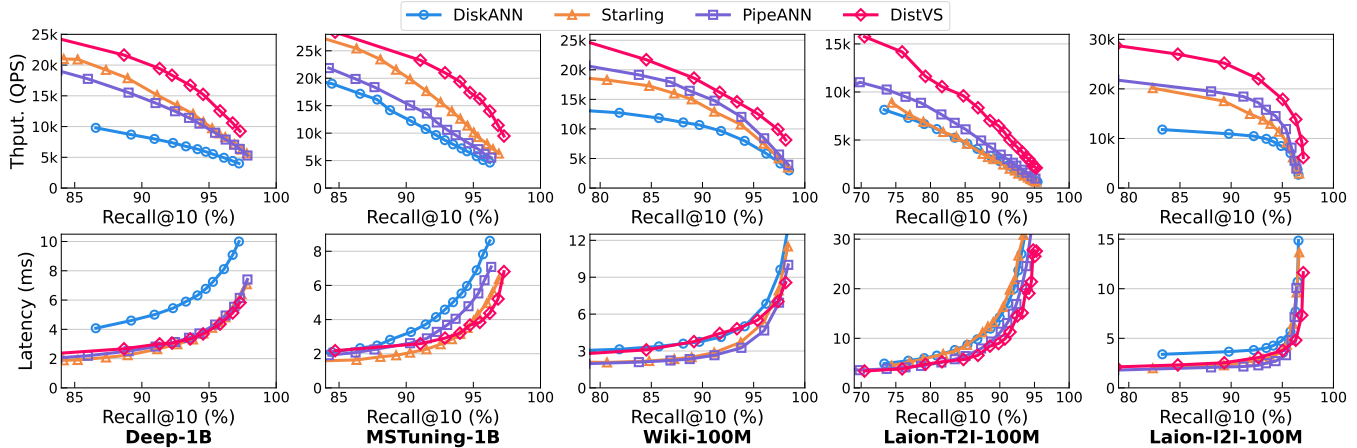 DiskANN Starling PipeANN DistVS
Thput. (QPS)
25k
20k
15k
10k
5k
0
85 90 95 100
Recall@10 (%)
25k
20k
15k
10k
5k
0
85 90 95 100
Recall@10 (%)
25k
20k
15k
10k
5k
0
80 85 90 95 100
Recall@10 (%)
15k
10k
5k
0
70 75 80 85 90 95 100
Recall@10 (%)
30k
20k
10k
0
80 85 90 95 100
Recall@10 (%)
Latency (ms)
10
8
6
4
2
0
85 90 95 100
Recall@10 (%)
Deep-1B
8
6
4
2
0
85 90 95 100
Recall@10 (%)
MSTuning-1B
12
9
6
3
0
80 85 90 95 100
Recall@10 (%)
Wiki-100M
30
20
10
0
70 75 80 85 90 95 100
Recall@10 (%)
Laion-T2I-100M
15
10
5
0
80 85 90 95 100
Recall@10 (%)
Laion-I2I-100M